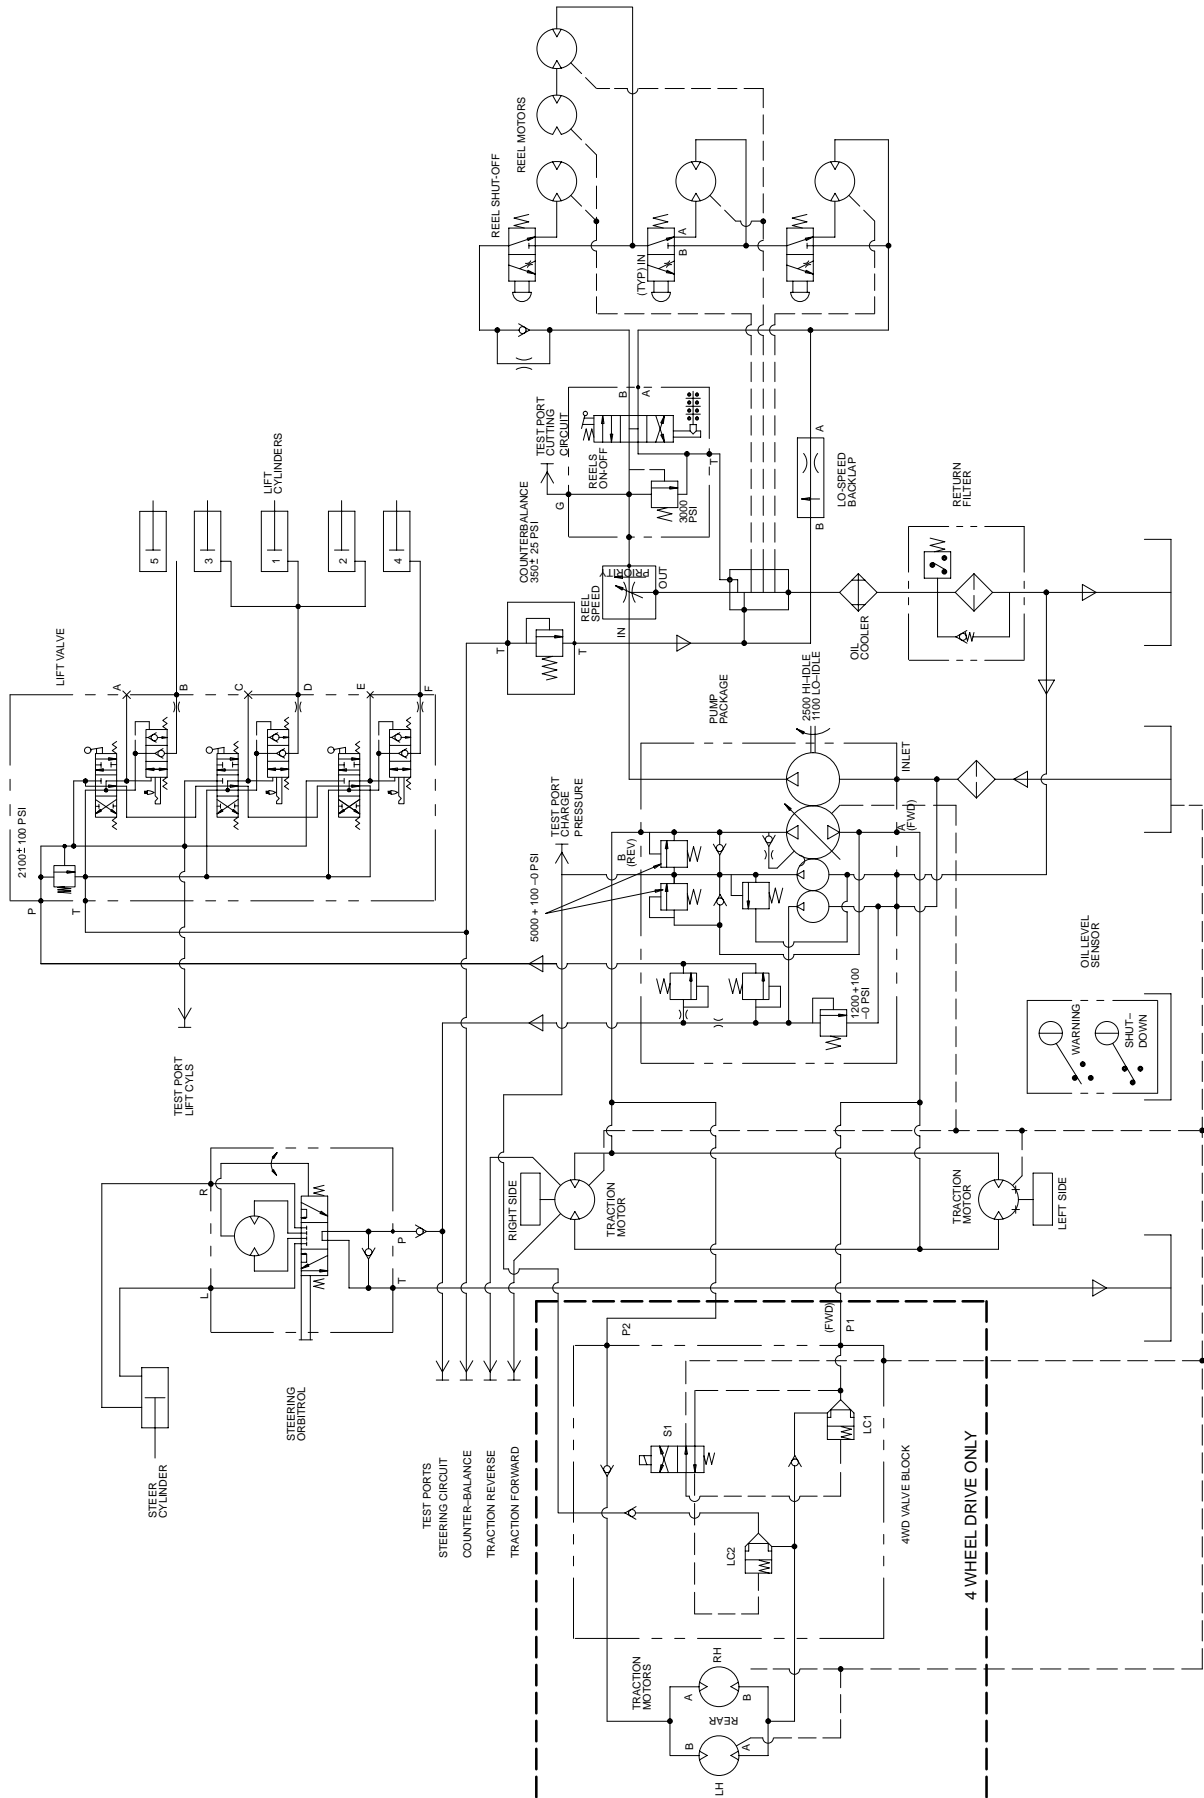 REEL SHUT-OFF
REEL MOTORS
(TYP) IN
B
A
B
A
TEST PORT
CUTTING
CIRCUIT
G
REELS
ON-OFF
3000
PSI
T
LIFT
CYLINDERS
5
3
1
2
4
LIFT VALVE
A
B
C
D
E
F
2100± 100 PSI
P
T
COUNTERBALANCE
350± 25 PSI
T
T
REEL
SPEED
IN
PRIORITY
OUT
LO-SPEED
BACKLAP
A
B
RETURN
FILTER
OIL
COOLER
PUMP
PACKAGE
2500 HI-IDLE
1100 LO-IDLE
INLET
TEST PORT
CHARGE
PRESSURE
B
(REV)
A
(FWD)
5000 + 100 –0 PSI
1200 +100
–0 PSI
OIL LEVEL
SENSOR
WARNING
SHUT–
DOWN
TEST PORT
LIFT CYLS
R
L
P
T
STEERING
ORBITROL
STEER
CYLINDER
RIGHT SIDE
TRACTION
MOTOR
TRACTION
MOTOR
LEFT SIDE
TEST PORTS
STEERING CIRCUIT
COUNTER–BALANCE
TRACTION REVERSE
TRACTION FORWARD
P2
(FWD)
P1
S1
LC1
LC2
4WD VALVE BLOCK
4 WHEEL DRIVE ONLY
TRACTION
MOTORS
RH
A
B
REAR
B
A
LH